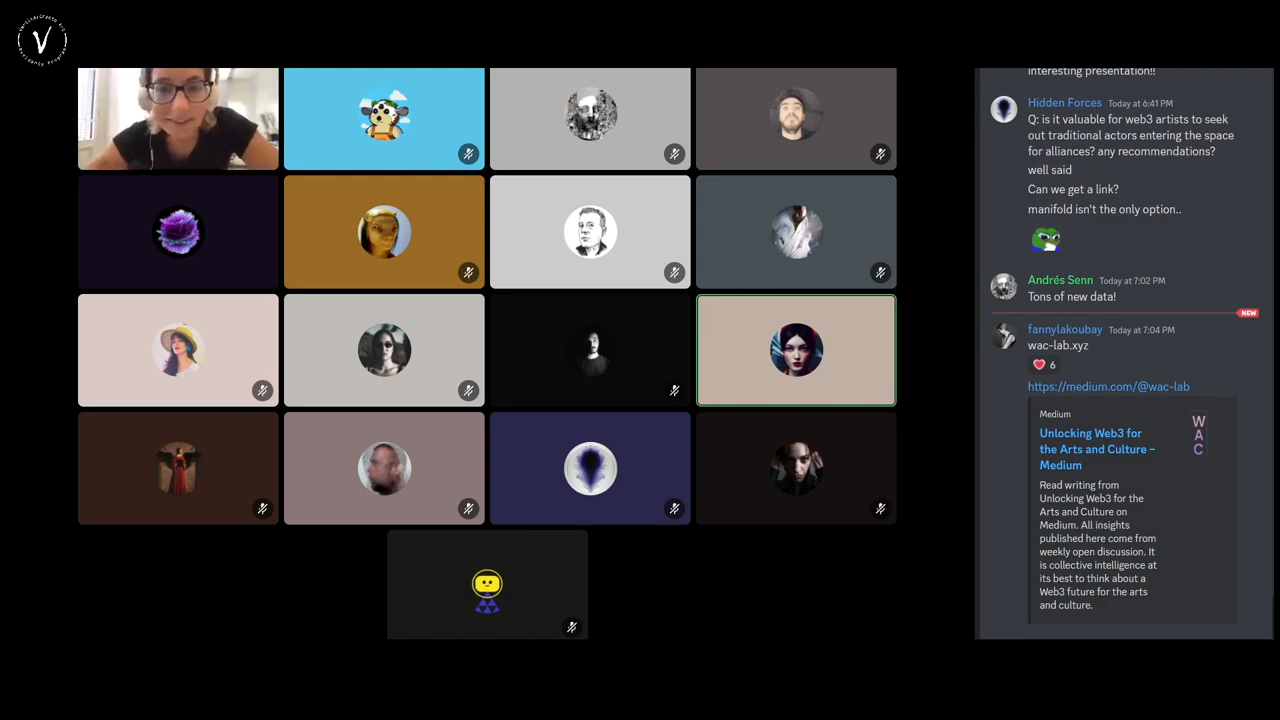 V
interesting presentation!!
Hidden Forces Today at 6:41 PM
Q: is it valuable for web3 artists to seek
out traditional actors entering the space
for alliances? any recommendations?
well said
Can we get a link?
manifold isn't the only option..
Andrés Senn Today at 7:02 PM
Tons of new data!
NEW
fannylakoubay Today at 7:04 PM
wac-lab.xyz
6
https://medium.com/@wac-lab
Medium
W
A
C
Unlocking Web3 for
the Arts and Culture –
Medium
Read writing from
Unlocking Web3 for the
Arts and Culture on
Medium. All insights
published here come from
weekly open discussion. It
is collective intelligence at
its best to think about a
Web3 future for the arts
and culture.